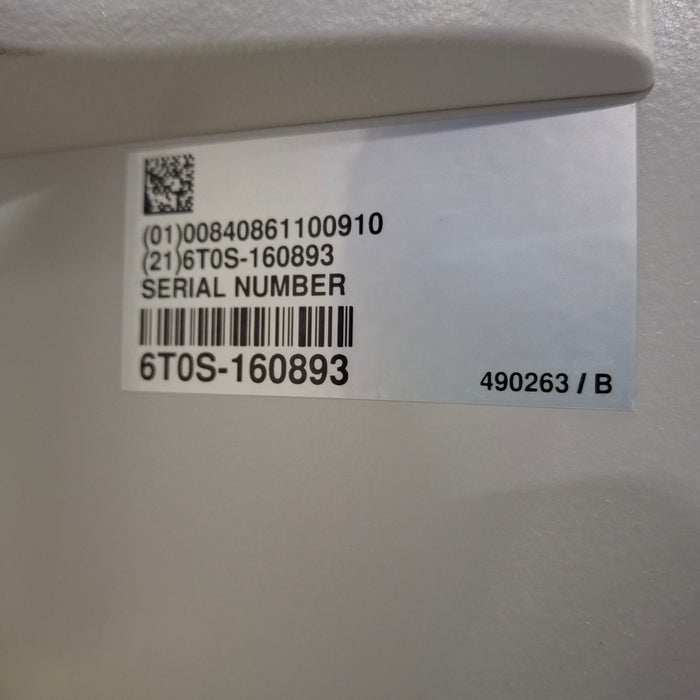 (01)00840861100910
(21)6T0S-160893
SERIAL NUMBER
6T0S-160893
490263 / B